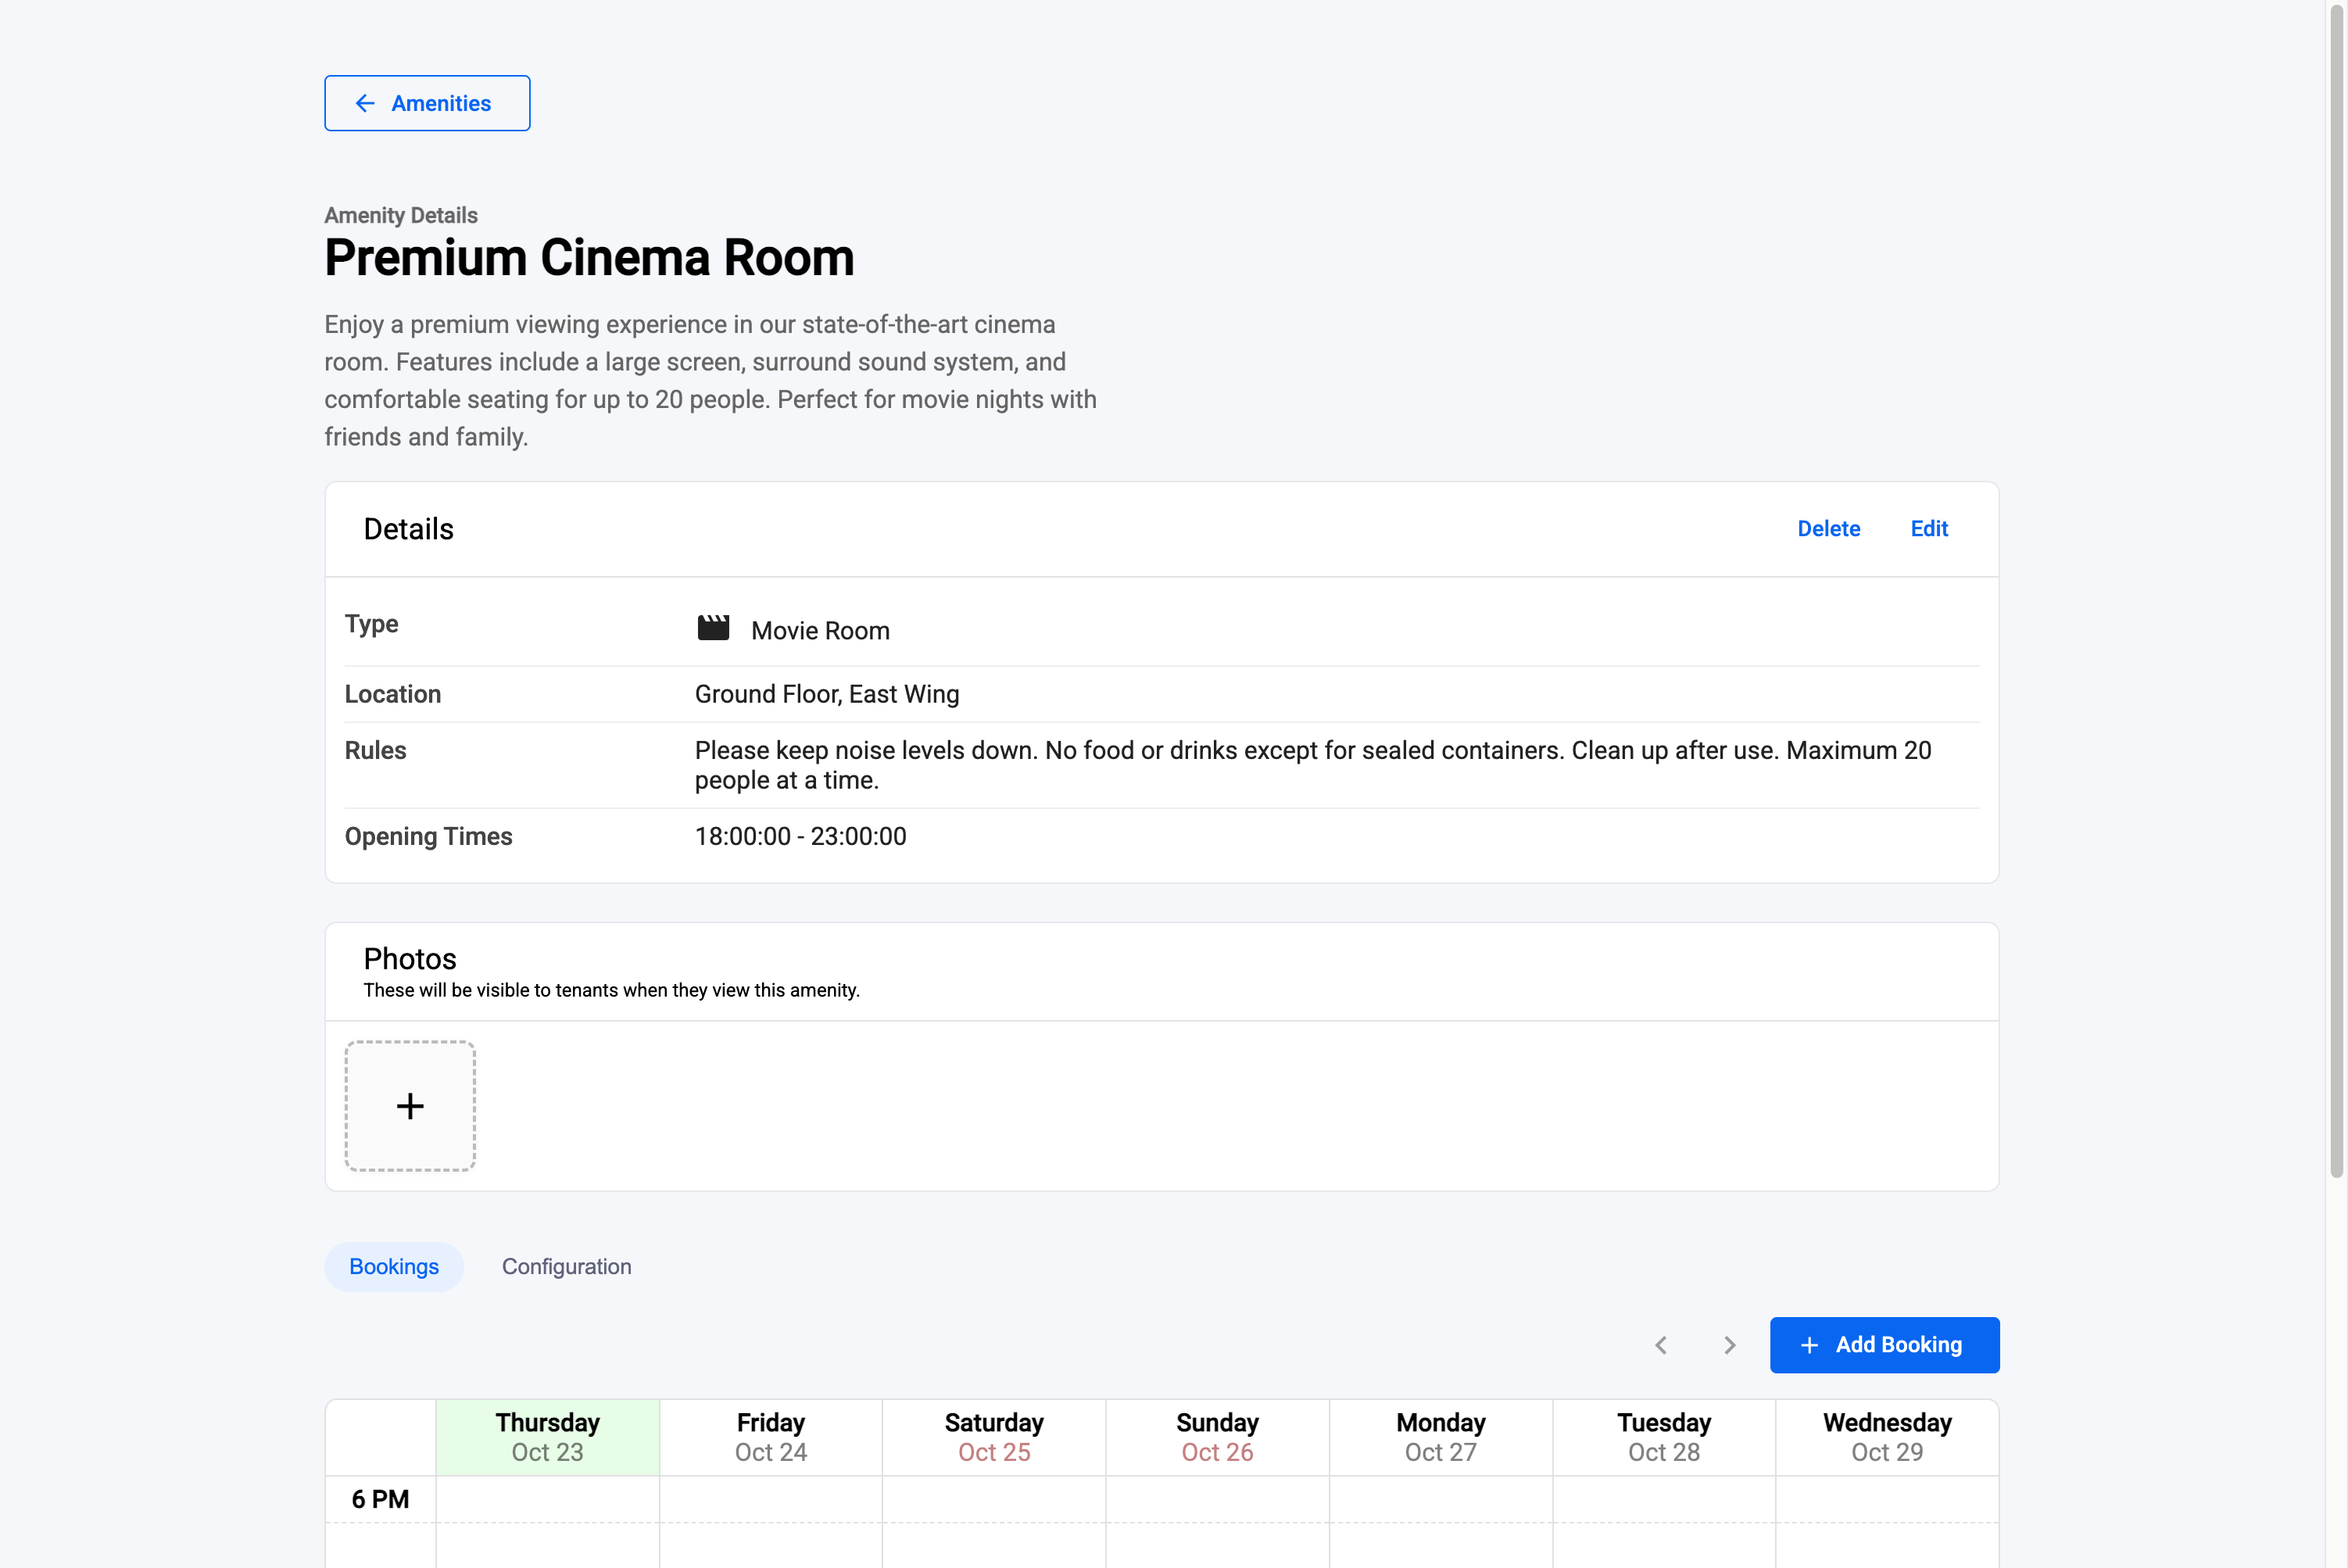 Amenities
Amenity Details
Premium Cinema Room
Enjoy a premium viewing experience in our state-of-the-art cinema
room. Features include a large screen, surround sound system, and
comfortable seating for up to 20 people. Perfect for movie nights with
friends and family.
Details
Delete
Edit
Type
Movie Room
Location
Ground Floor, East Wing
Rules
Please keep noise levels down. No food or drinks except for sealed containers. Clean up after use. Maximum 20
people at a time.
Opening Times
18:00:00 - 23:00:00
Photos
These will be visible to tenants when they view this amenity.
Bookings
Configuration
Add Booking
Thursday
Oct 23
Friday
Oct 24
Saturday
Oct 25
Sunday
Oct 26
Monday
Oct 27
Tuesday
Oct 28
Wednesday
Oct 29
6 PM